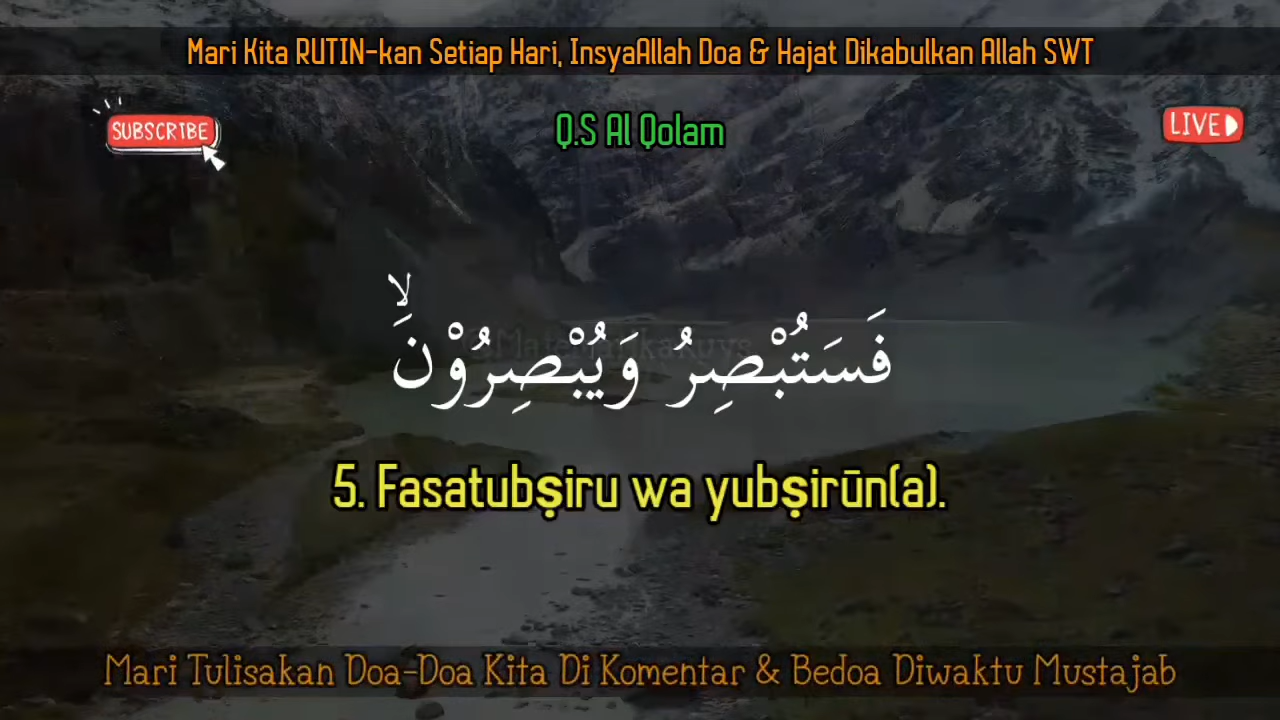 Mari Kita RUTIN-kan Setiap Hari, InsyaAllah Doa & Hajat Dikabulkan Allah SWT
SUBSCRIBE
Q.S Al Qolam
LIVE
فَسَتُبْصِرُ وَيُبْصِرُوْنَۙ
5. Fasatubṣiru wa yubṣirūn(a).
Mari Tulisakan Doa-Doa Kita Di Komentar & Bedoa Diwaktu Mustajab